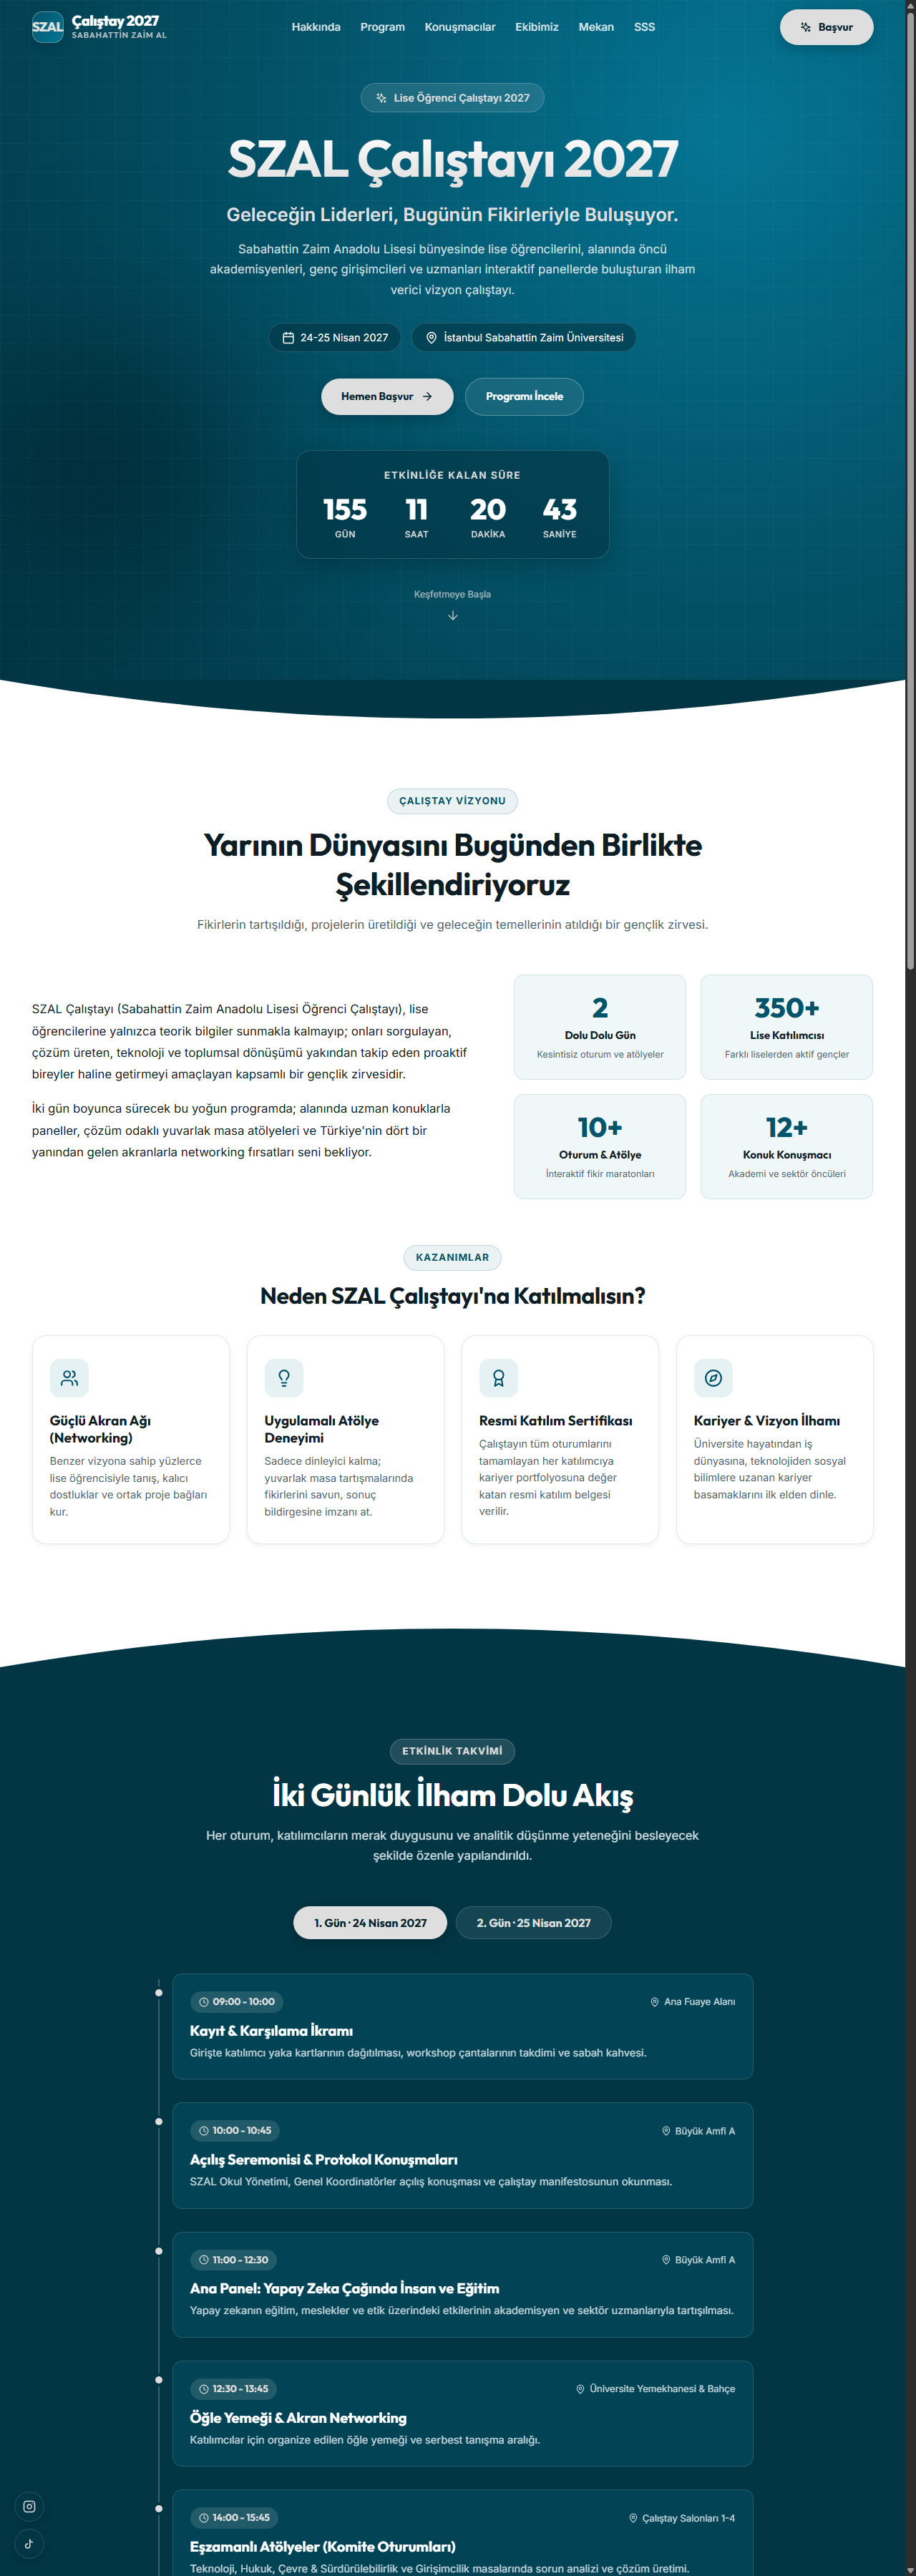 SZAL
Çalıştay 2027
SABAHATTİN ZAİM AL
Hakkında
Program
Konuşmacılar
Ekibimiz
Mekan
SSS
Başvur
Lise Öğrenci Çalıştayı 2027
SZAL Çalıştayı 2027
Geleceğin Liderleri, Bugünün Fikirleriyle Buluşuyor.
Sabahattin Zaim Anadolu Lisesi bünyesinde lise öğrencilerini, alanında öncü
akademisyenleri, genç girişimcileri ve uzmanları interaktif panellerde buluşturan ilham
verici vizyon çalıştayı.
24-25 Nisan 2027
İstanbul Sabahattin Zaim Üniversitesi
Hemen Başvur
Programı İncele
ETKİNLİĞE KALAN SÜRE
155
11
20
43
GÜN
SAAT
DAKİKA
SANİYE
Keşfetmeye Başla
ÇALIŞTAY VİZYONU
Yarının Dünyasını Bugünden Birlikte
Şekillendiriyoruz
Fikirlerin tartışıldığı, projelerin üretildiği ve geleceğin temellerinin atıldığı bir gençlik zirvesi.
SZAL Çalıştayı (Sabahattin Zaim Anadolu Lisesi Öğrenci Çalıştayı), lise
öğrencilerine yalnızca teorik bilgiler sunmakla kalmayıp; onları sorgulayan,
çözüm üreten, teknoloji ve toplumsal dönüşümü yakından takip eden proaktif
bireyler haline getirmeyi amaçlayan kapsamlı bir gençlik zirvesidir.
İki gün boyunca sürecek bu yoğun programda; alanında uzman konuklarla
paneller, çözüm odaklı yuvarlak masa atölyeleri ve Türkiye'nin dört bir
yanından gelen akranlarla networking fırsatları seni bekliyor.
2
Dolu Dolu Gün
Kesintisiz oturum ve atölyeler
350+
Lise Katılımcısı
Farklı liselerden aktif gençler
10+
Oturum & Atölye
İnteraktif fikir maratonları
12+
Konuk Konuşmacı
Akademi ve sektör öncüleri
KAZANIMLAR
Neden SZAL Çalıştayı'na Katılmalısın?
Güçlü Akran Ağı
(Networking)
Benzer vizyona sahip yüzlerce
lise öğrencisiyle tanış, kalıcı
dostluklar ve ortak proje bağları
kur.
Uygulamalı Atölye
Deneyimi
Sadece dinleyici kalma;
yuvarlak masa tartışmalarında
fikirlerini savun, sonuç
bildirgesine imzanı at.
Resmi Katılım Sertifikası
Çalıştayın tüm oturumlarını
tamamlayan her katılımcıya
kariyer portfolyosuna değer
katan resmi katılım belgesi
verilir.
Kariyer & Vizyon İlhamı
Üniversite hayatından iş
dünyasına, teknolojiden sosyal
bilimlere uzanan kariyer
basamaklarını ilk elden dinle.
ETKİNLİK TAKVİMİ
İki Günlük İlham Dolu Akış
Her oturum, katılımcıların merak duygusunu ve analitik düşünme yeteneğini besleyecek
şekilde özenle yapılandırıldı.
1. Gün · 24 Nisan 2027
2. Gün · 25 Nisan 2027
09:00 - 10:00
Ana Fuaye Alanı
Kayıt & Karşılama İkramı
Girişte katılımcı yaka kartlarının dağıtılması, workshop çantalarının takdimi ve sabah kahvesi.
10:00 - 10:45
Büyük Amfi A
Açılış Seremonisi & Protokol Konuşmaları
SZAL Okul Yönetimi, Genel Koordinatörler açılış konuşması ve çalıştay manifestosunun okunması.
11:00 - 12:30
Büyük Amfi A
Ana Panel: Yapay Zeka Çağında İnsan ve Eğitim
Yapay zekanın eğitim, meslekler ve etik üzerindeki etkilerinin akademisyen ve sektör uzmanlarıyla tartışılması.
12:30 - 13:45
Üniversite Yemekhanesi & Bahçe
Öğle Yemeği & Akran Networking
Katılımcılar için organize edilen öğle yemeği ve serbest tanışma aralığı.
14:00 - 15:45
Çalıştay Salonları 1-4
Eşzamanlı Atölyeler (Komite Oturumları)
Teknoloji, Hukuk, Çevre & Sürdürülebilirlik ve Girişimcilik masalarında sorun analizi ve çözüm üretimi.